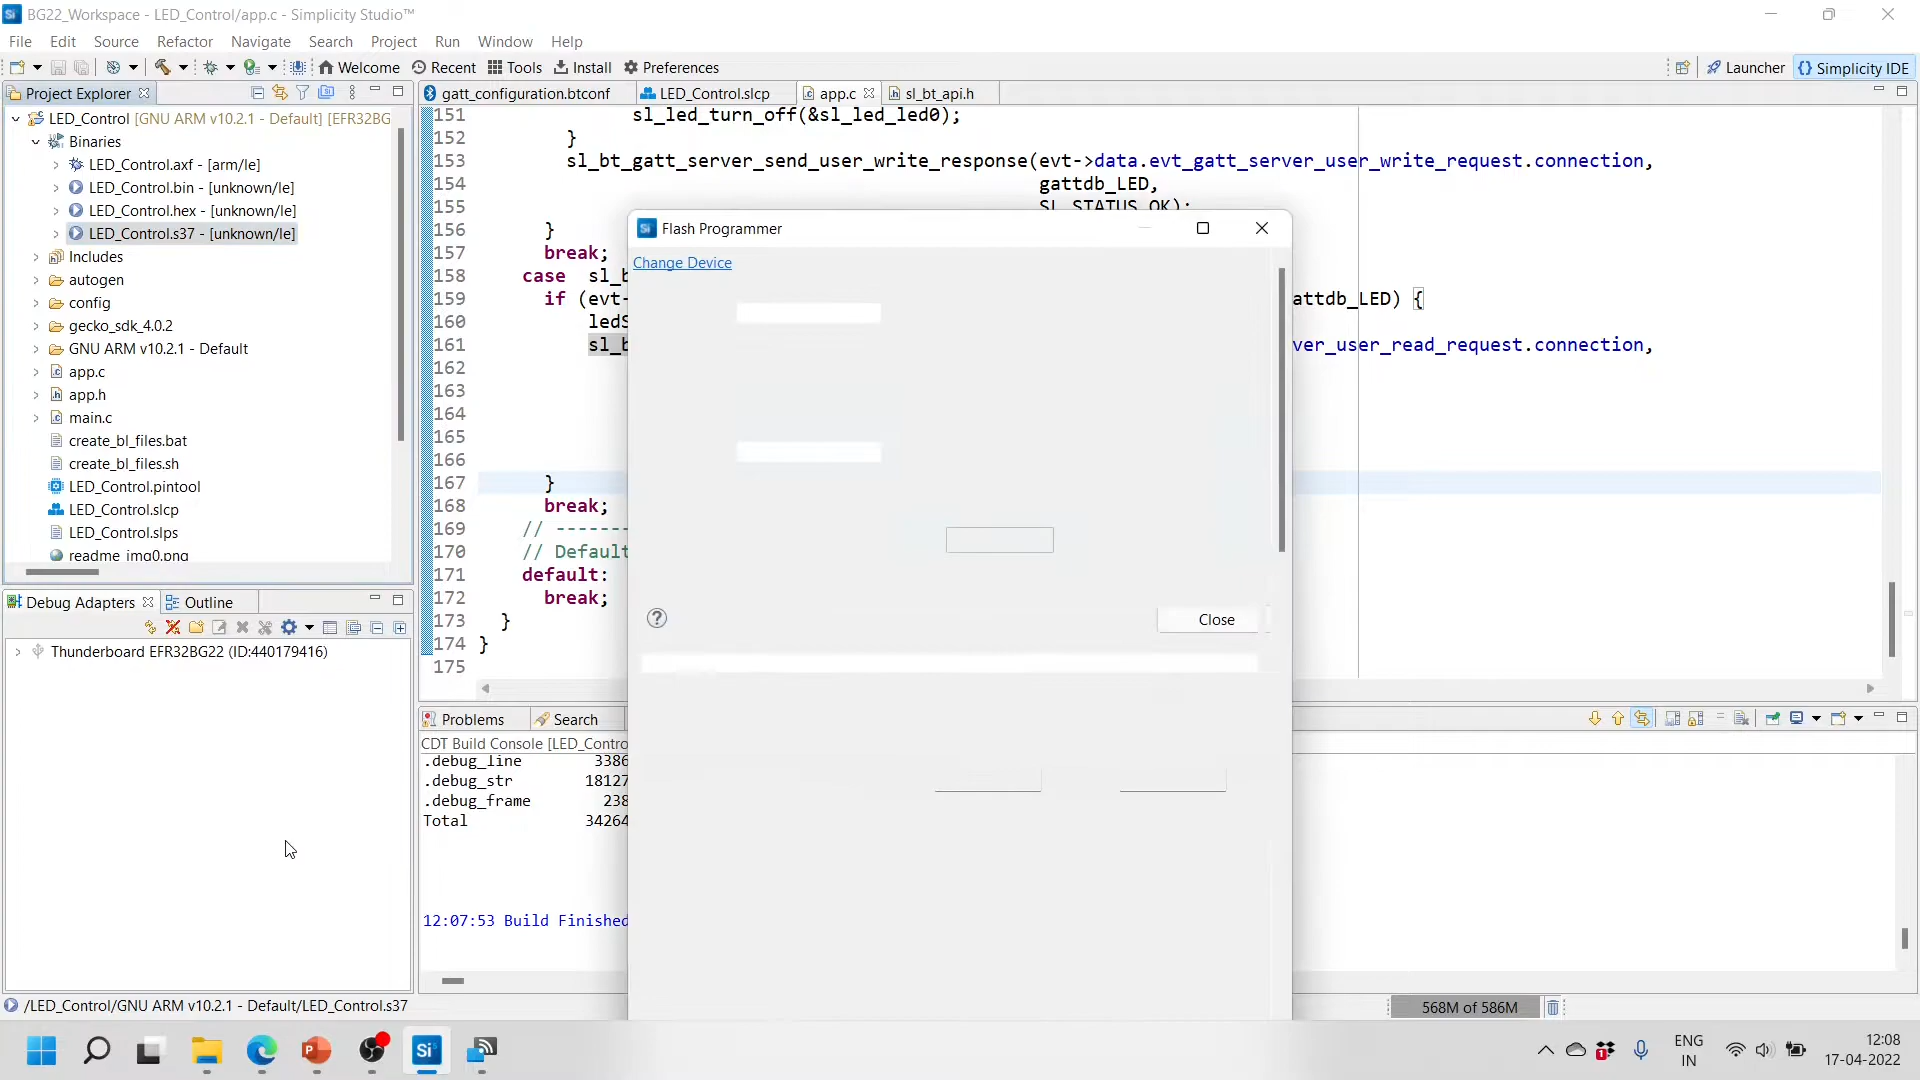 BG22_Workspace - LED_Control/app.c - Simplicity Studio™
File Edit Source Refactor Navigate Search Project Run Window Help
Welcome Recent Tools Install Preferences Launcher {} Simplicity IDE
Project Explorer
LED_Control [GNU ARM v10.2.1 - Default] [EFR32BG
Binaries
LED_Control.axf - [arm/le]
LED_Control.bin - [unknown/le]
LED_Control.hex - [unknown/le]
LED_Control.s37 - [unknown/le]
Includes
autogen
config
gecko_sdk_4.0.2
GNU ARM v10.2.1 - Default
app.c
app.h
main.c
create_bl_files.bat
create_bl_files.sh
LED_Control.pintool
LED_Control.slcp
LED_Control.slps
readme_img0.png
Debug Adapters Outline
Thunderboard EFR32BG22 (ID:440179416)
gatt_configuration.btconf LED_Control.slcp app.c sl_bt_api.h
151 sl_led_turn_off(&sl_led_led0);
152 }
153 sl_bt_gatt_server_send_user_write_response(evt->data.evt_gatt_server_user_write_request.connection,
154 gattdb_LED,
155 SL_STATUS_OK);
156 }
157 break;
158 case sl_b
159 if (evt- attdb_LED) {
160 ledS
161 sl_b ver_user_read_request.connection,
162
163
164
165
166
167 }
168 break;
169 // -------
170 // Default
171 default:
172 break;
173 }
174 }
175
Flash Programmer
Change Device
Close
Problems Search
CDT Build Console [LED_Contro
.debug_line 3386
.debug_str 18127
.debug_frame 238
Total 34264
12:07:53 Build Finished
/LED_Control/GNU ARM v10.2.1 - Default/LED_Control.s37
568M of 586M
ENG
IN
12:08
17-04-2022